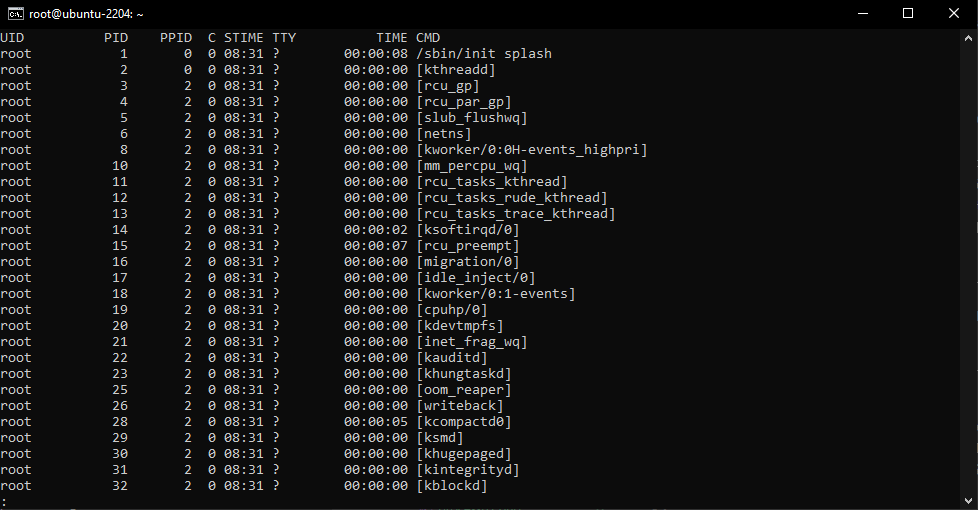 root@ubuntu-2204: ~
UID          PID    PPID  C STIME TTY          TIME CMD
root           1       0  0 08:31 ?        00:00:08 /sbin/init splash
root           2       0  0 08:31 ?        00:00:00 [kthreadd]
root           3       2  0 08:31 ?        00:00:00 [rcu_gp]
root           4       2  0 08:31 ?        00:00:00 [rcu_par_gp]
root           5       2  0 08:31 ?        00:00:00 [slub_flushwq]
root           6       2  0 08:31 ?        00:00:00 [netns]
root           8       2  0 08:31 ?        00:00:00 [kworker/0:0H-events_highpri]
root          10       2  0 08:31 ?        00:00:00 [mm_percpu_wq]
root          11       2  0 08:31 ?        00:00:00 [rcu_tasks_kthread]
root          12       2  0 08:31 ?        00:00:00 [rcu_tasks_rude_kthread]
root          13       2  0 08:31 ?        00:00:00 [rcu_tasks_trace_kthread]
root          14       2  0 08:31 ?        00:00:02 [ksoftirqd/0]
root          15       2  0 08:31 ?        00:00:07 [rcu_preempt]
root          16       2  0 08:31 ?        00:00:00 [migration/0]
root          17       2  0 08:31 ?        00:00:00 [idle_inject/0]
root          18       2  0 08:31 ?        00:00:00 [kworker/0:1-events]
root          19       2  0 08:31 ?        00:00:00 [cpuhp/0]
root          20       2  0 08:31 ?        00:00:00 [kdevtmpfs]
root          21       2  0 08:31 ?        00:00:00 [inet_frag_wq]
root          22       2  0 08:31 ?        00:00:00 [kauditd]
root          23       2  0 08:31 ?        00:00:00 [khungtaskd]
root          25       2  0 08:31 ?        00:00:00 [oom_reaper]
root          26       2  0 08:31 ?        00:00:00 [writeback]
root          28       2  0 08:31 ?        00:00:05 [kcompactd0]
root          29       2  0 08:31 ?        00:00:00 [ksmd]
root          30       2  0 08:31 ?        00:00:00 [khugepaged]
root          31       2  0 08:31 ?        00:00:00 [kintegrityd]
root          32       2  0 08:31 ?        00:00:00 [kblockd]
: